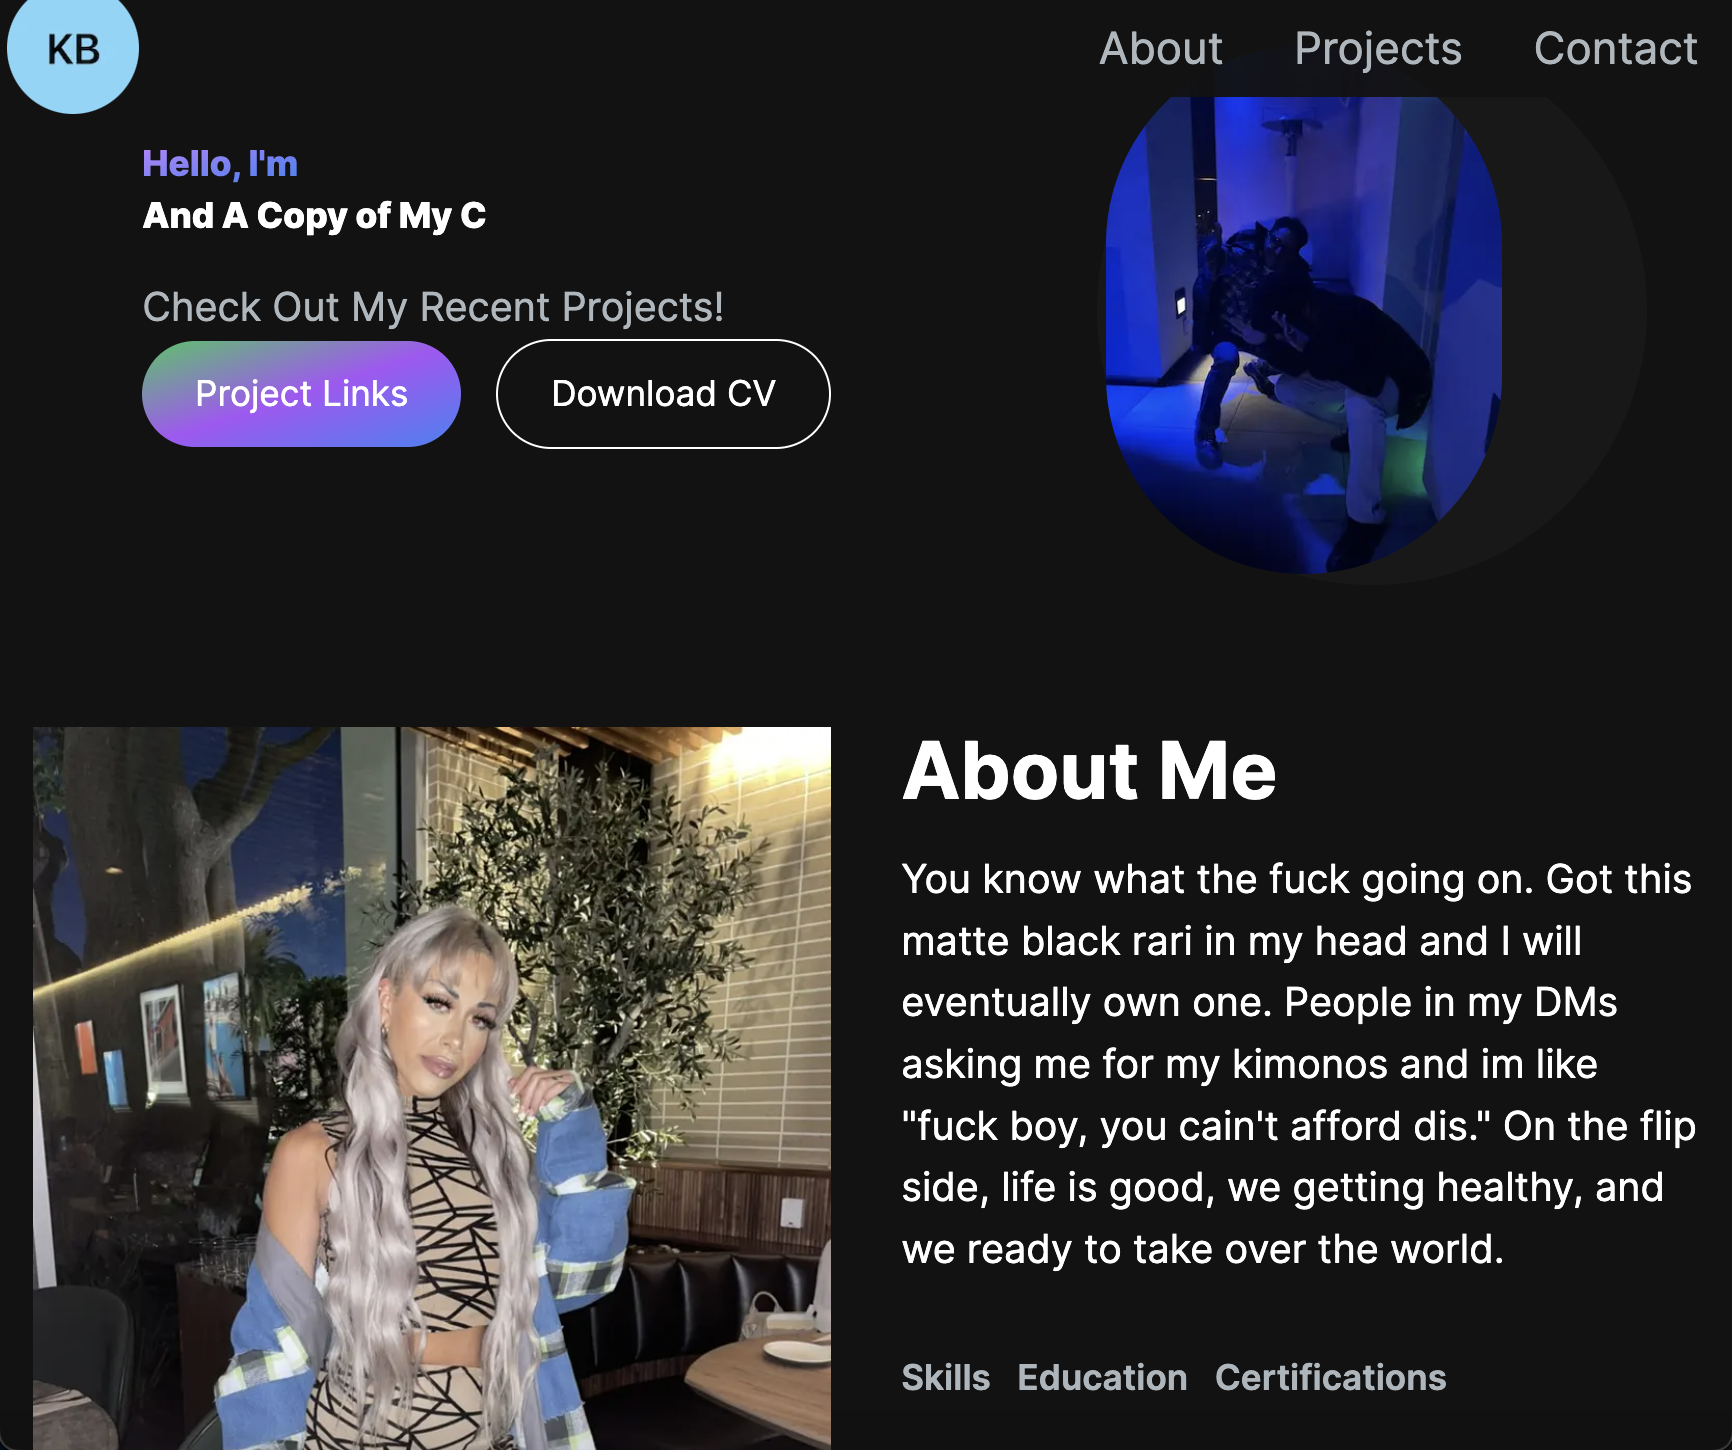 KB
About Projects Contact
Hello, I'm
And A Copy of My C
Check Out My Recent Projects!
Project Links Download CV
About Me
You know what the fuck going on. Got this
matte black rari in my head and I will
eventually own one. People in my DMs
asking me for my kimonos and im like
"fuck boy, you cain't afford dis." On the flip
side, life is good, we getting healthy, and
we ready to take over the world.
Skills Education Certifications